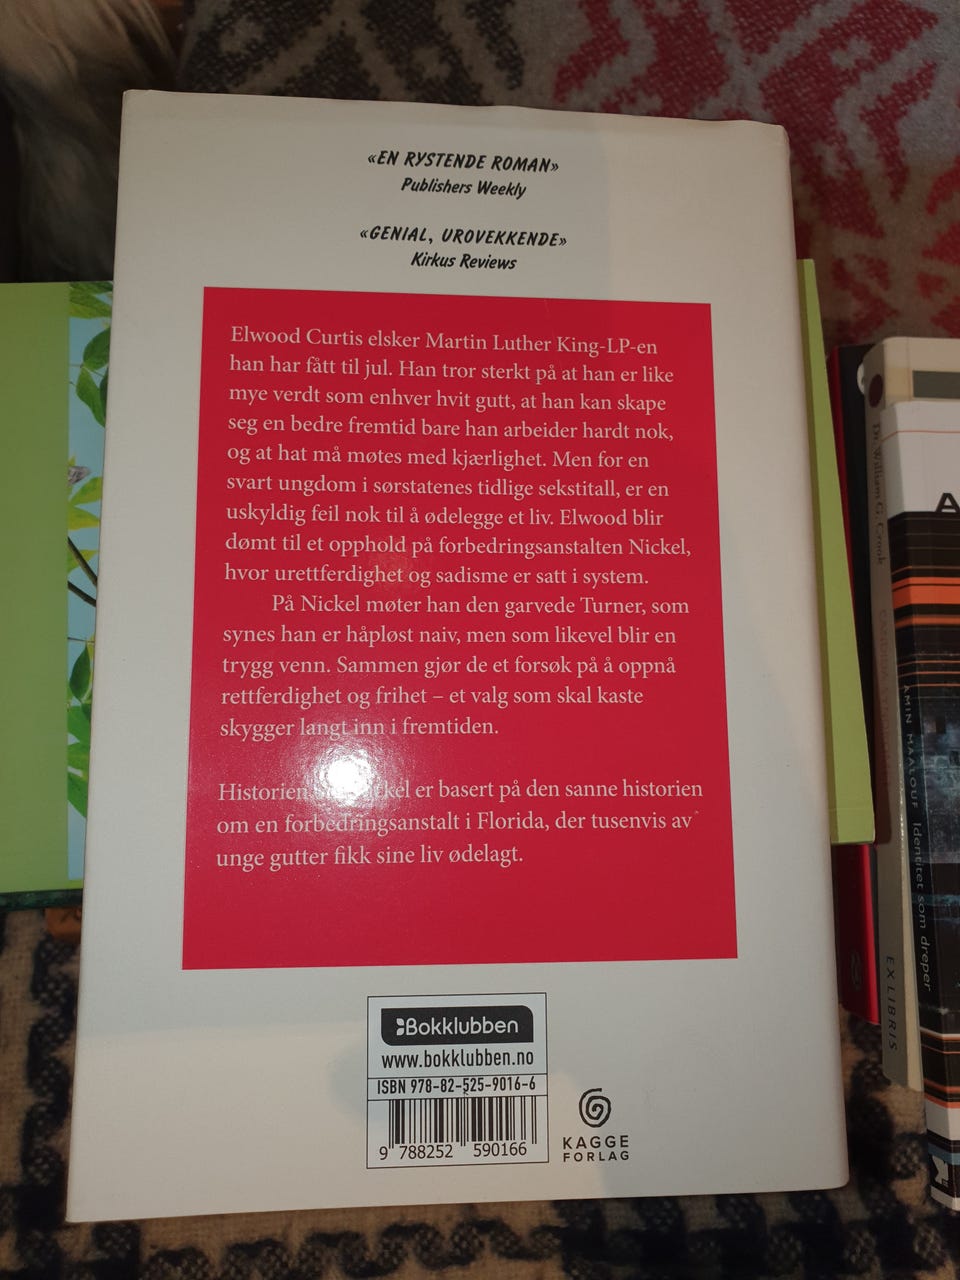 «EN RYSTENDE ROMAN»
Publishers Weekly
«GENIAL, UROVEKKENDE»
Kirkus Reviews
Elwood Curtis elsker Martin Luther King-LP-en
han har fått til jul. Han tror sterkt på at han er like
mye verdt som enhver hvit gutt, at han kan skape
seg en bedre fremtid bare han arbeider hardt nok,
og at hat må møtes med kjærlighet. Men for en
svart ungdom i sørstatenes tidlige sekstitall, er en
uskyldig feil nok til å ødelegge et liv. Elwood blir
dømt til et opphold på forbedringsanstalten Nickel,
hvor urettferdighet og sadisme er satt i system.
På Nickel møter han den garvede Turner, som
synes han er håpløst naiv, men som likevel blir en
trygg venn. Sammen gjør de et forsøk på å oppnå
rettferdighet og frihet – et valg som skal kaste
skygger langt inn i fremtiden.
Historien er basert på den sanne historien
om en forbedringsanstalt i Florida, der tusenvis av
unge gutter fikk sine liv ødelagt.
Bokklubben
www.bokklubben.no
ISBN 978-82-525-9016-6
9 788252 590166
KAGGE
FORLAG
Dr. William G. Crook
EX LIBRIS
AMIN MAALOUF Identitet som dreper
A